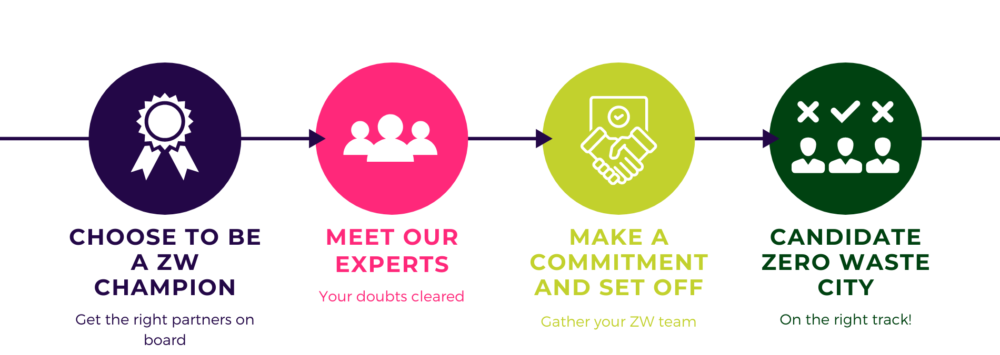 CHOOSE TO BE
A ZW
CHAMPION
Get the right partners on
board
MEET OUR
EXPERTS
Your doubts cleared
MAKE A
COMMITMENT
AND SET OFF
Gather your ZW team
CANDIDATE
ZERO WASTE
CITY
On the right track!